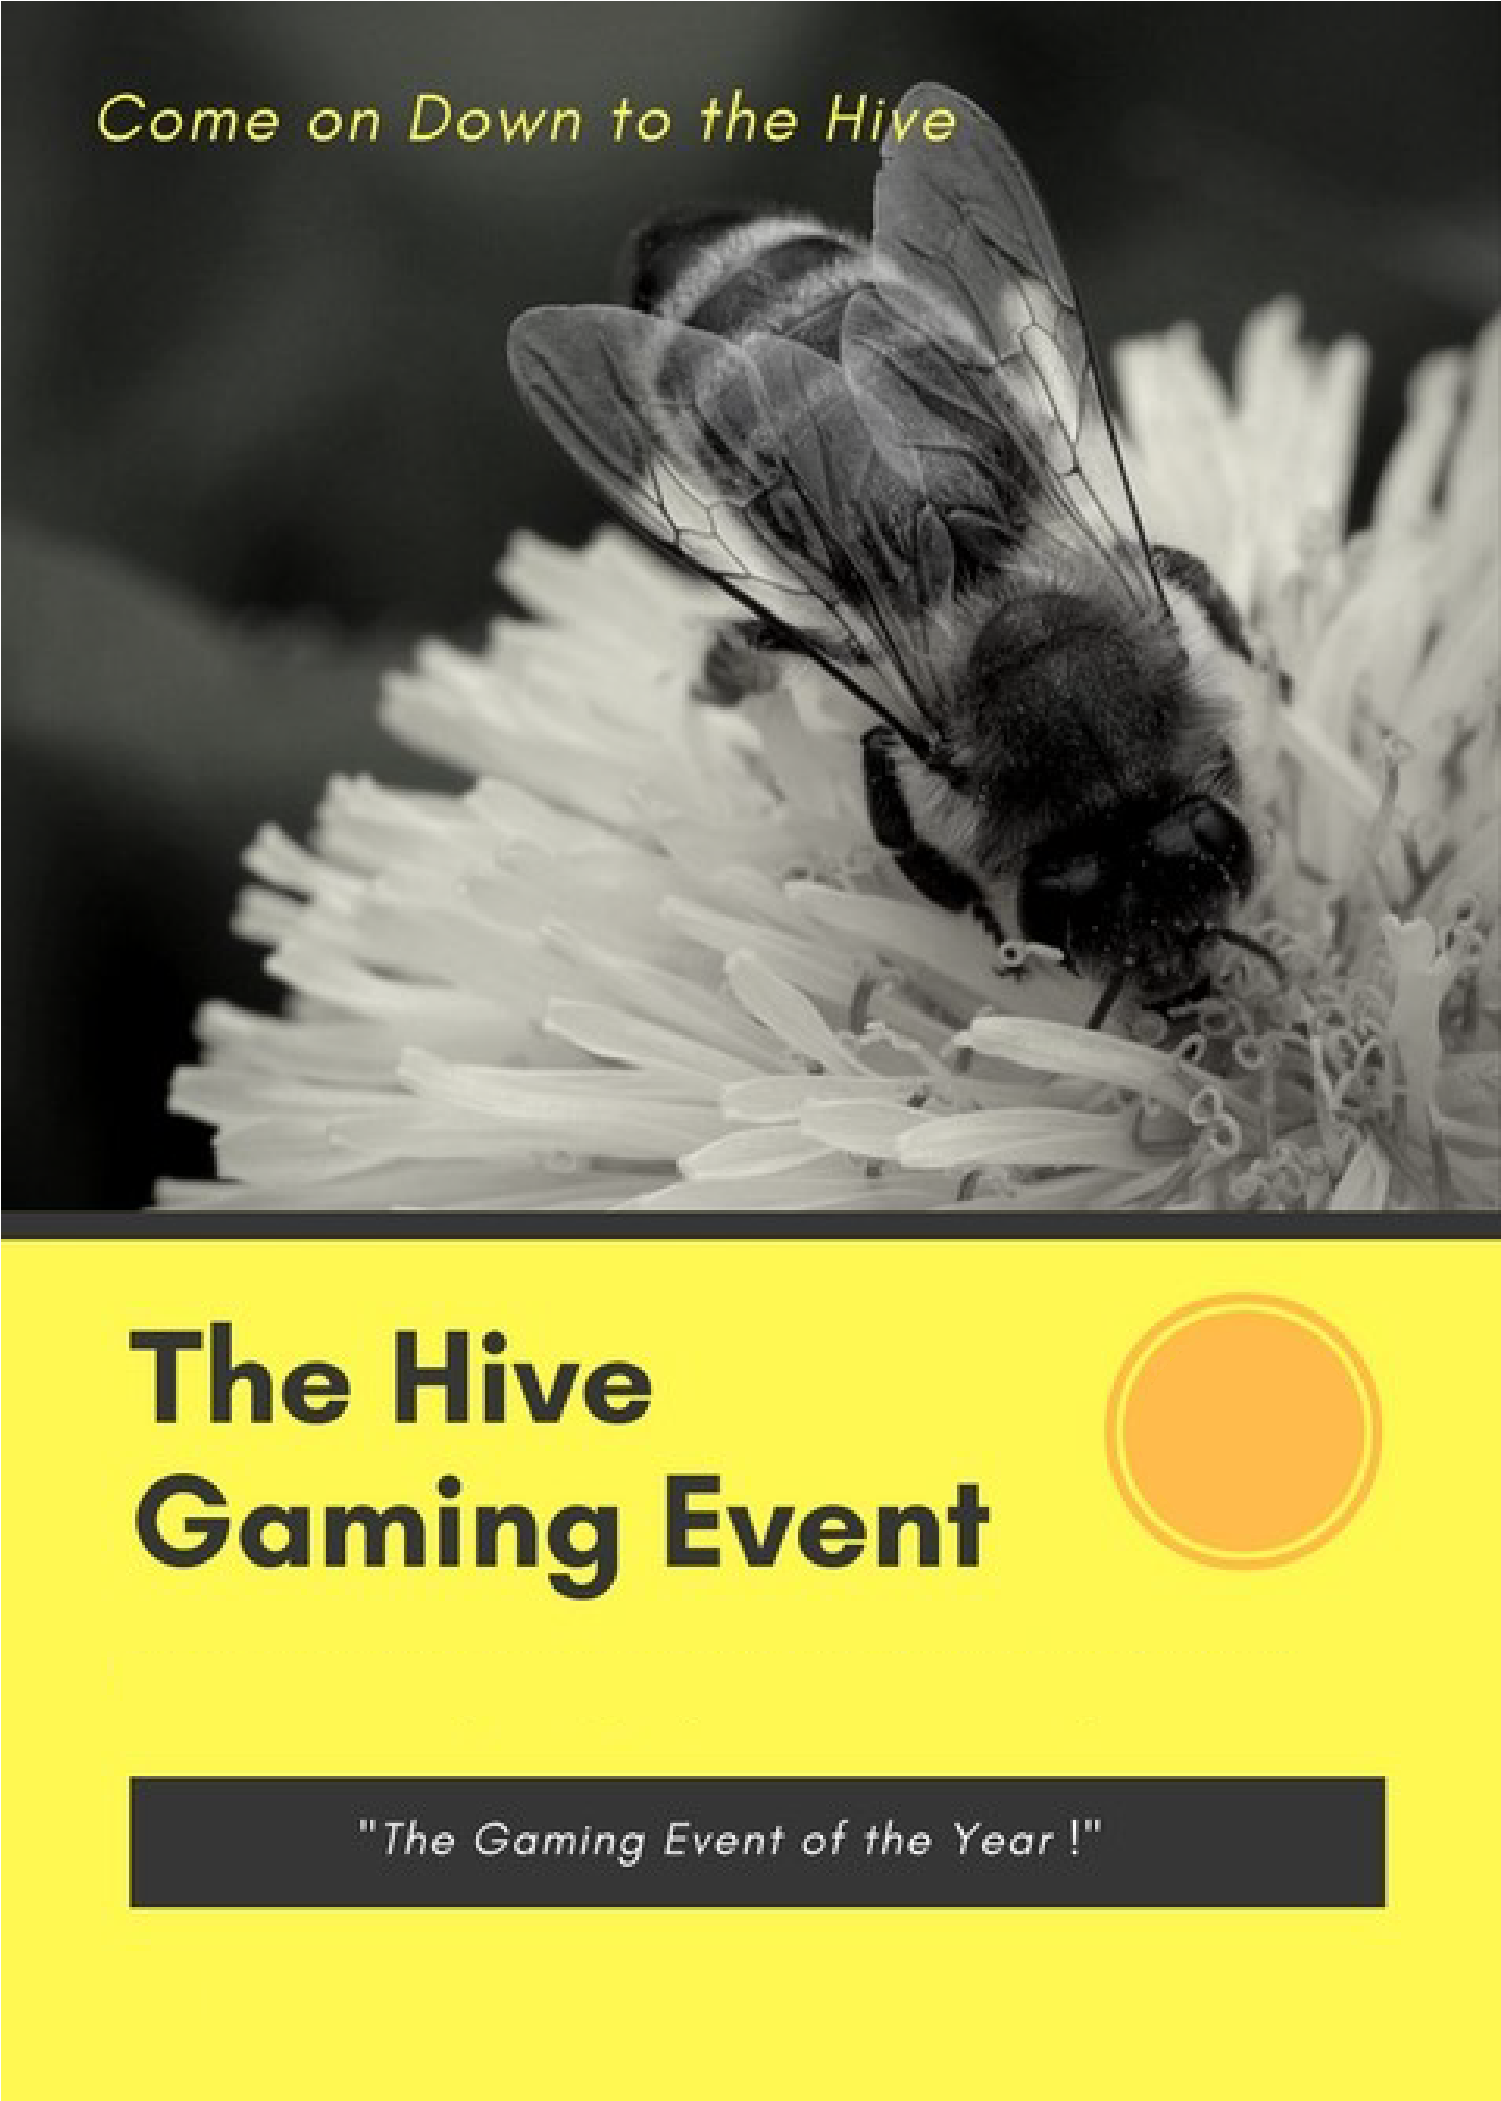 Come on Down to the Hive
The Hive
Gaming Event
"The Gaming Event of the Year !"